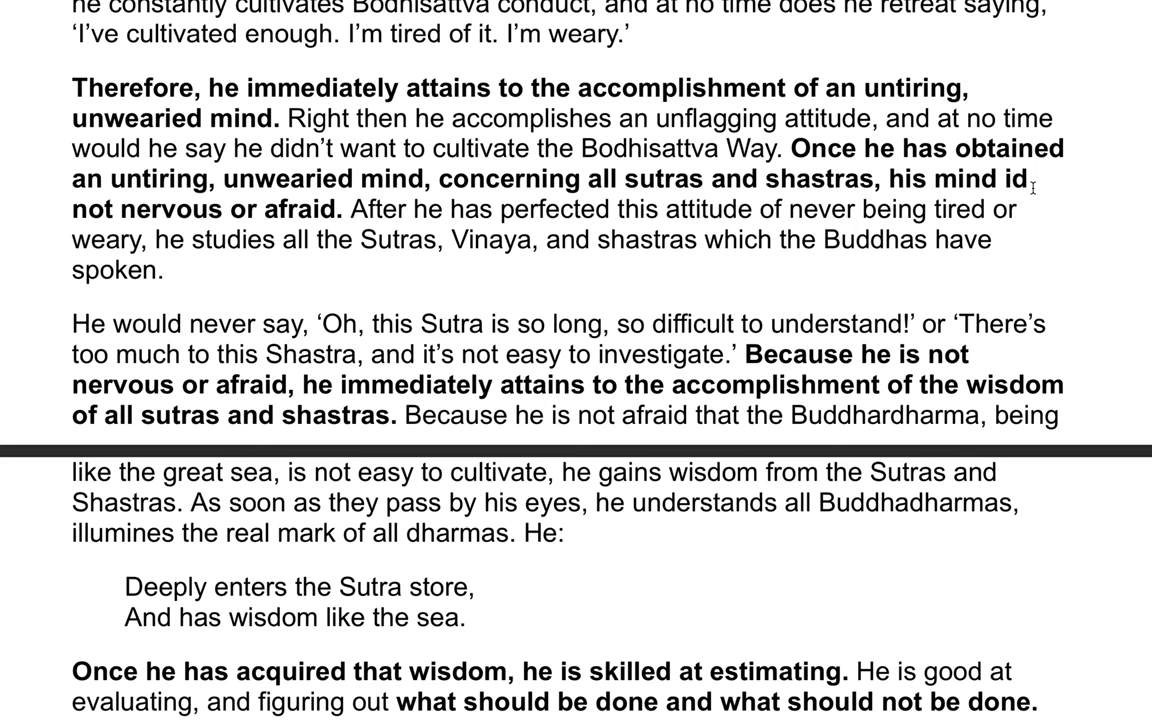 he constantly cultivates Bodhisattva conduct, and at no time does he retreat saying,
‘I’ve cultivated enough. I’m tired of it. I’m weary.’
Therefore, he immediately attains to the accomplishment of an untiring,
unwearied mind. Right then he accomplishes an unflagging attitude, and at no time
would he say he didn’t want to cultivate the Bodhisattva Way. Once he has obtained
an untiring, unwearied mind, concerning all sutras and shastras, his mind id
not nervous or afraid. After he has perfected this attitude of never being tired or
weary, he studies all the Sutras, Vinaya, and shastras which the Buddhas have
spoken.
He would never say, ‘Oh, this Sutra is so long, so difficult to understand!’ or ‘There’s
too much to this Shastra, and it’s not easy to investigate.’ Because he is not
nervous or afraid, he immediately attains to the accomplishment of the wisdom
of all sutras and shastras. Because he is not afraid that the Buddhardharma, being
like the great sea, is not easy to cultivate, he gains wisdom from the Sutras and
Shastras. As soon as they pass by his eyes, he understands all Buddhadharmas,
illumines the real mark of all dharmas. He:
Deeply enters the Sutra store,
And has wisdom like the sea.
Once he has acquired that wisdom, he is skilled at estimating. He is good at
evaluating, and figuring out what should be done and what should not be done.